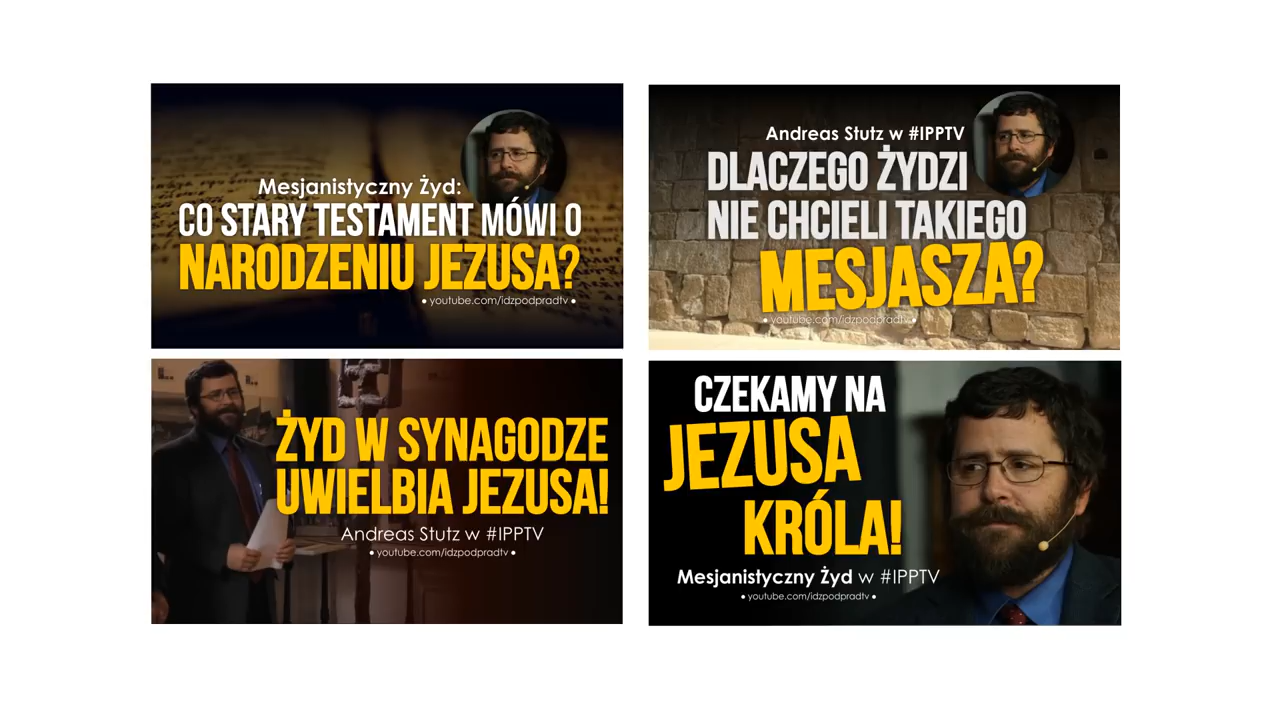 Mesjanistyczny Żyd:
CO STARY TESTAMENT MÓWI O
NARODZENIU JEZUSA?
• youtube.com/idzpodpradtv •
Andreas Stutz w #IPPTV
DLACZEGO ŻYDZI
NIE CHCIELI TAKIEGO
MESJASZA?
• youtube.com/idzpodpradtv •
ŻYD W SYNAGODZE
UWIELBIA JEZUSA!
Andreas Stutz w #IPPTV
• youtube.com/idzpodpradtv •
CZEKAMY NA
JEZUSA
KRÓLA!
Mesjanistyczny Żyd w #IPPTV
• youtube.com/idzpodpradtv •